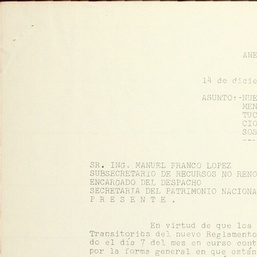 ANE
14 de dicie
ASUNTO:-NUE
MEN
TUC
CIO
SOB
SR. ING. MANUEL FRANCO LOPEZ
SUBSECRETARIO DE RECURSOS NO RENO
ENCARGADO DEL DESPACHO
SECRETARIA DEL PATRIMONIO NACIONA
P R E S E N T E .
En virtud de que los
Transitorios del nuevo Reglamento
do el día 7 del mes en curso cont
por la forma general en que están